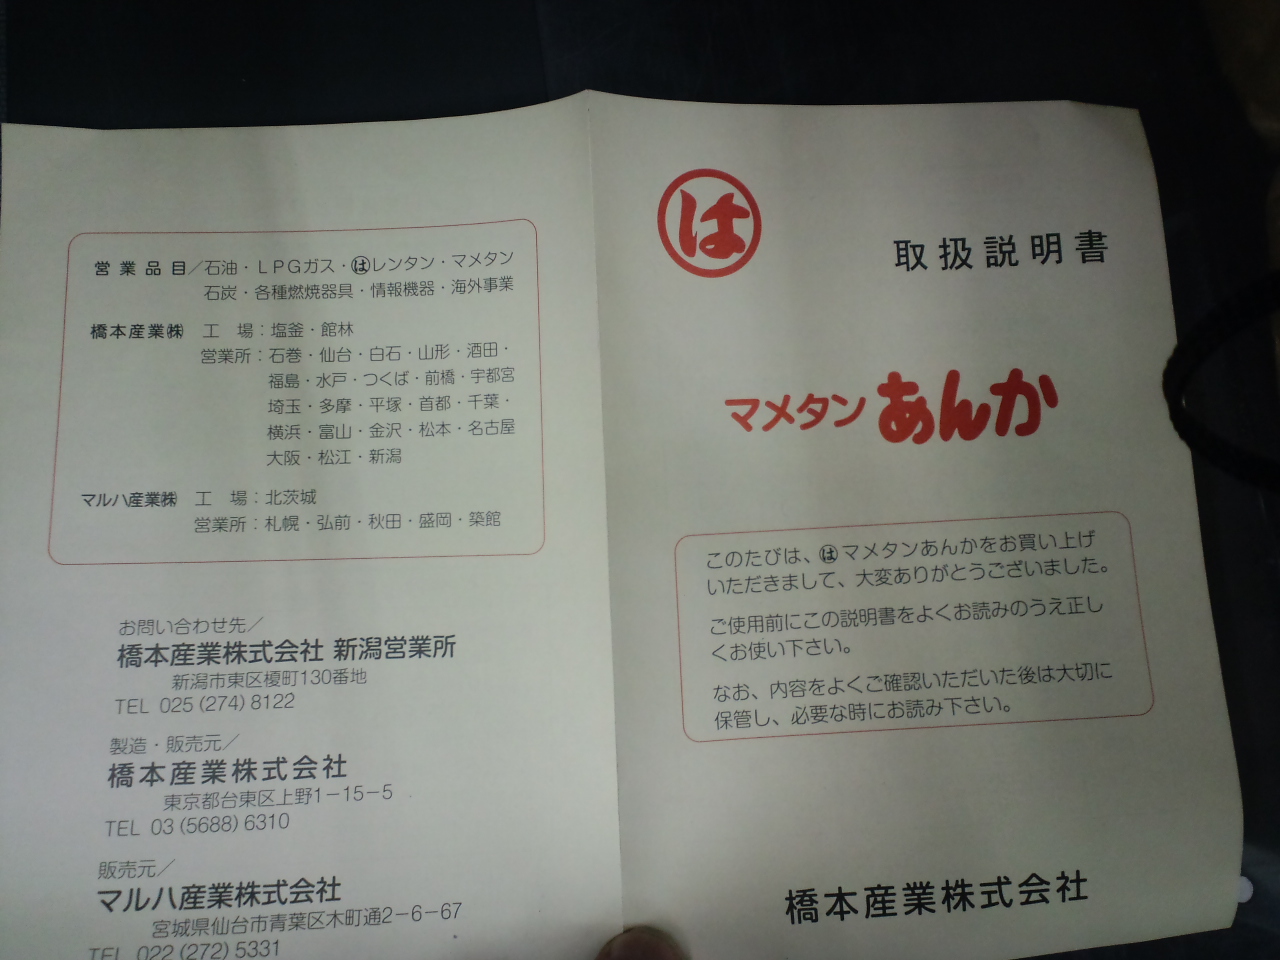 営業品目／石油・LPGガス・㋩レンタン・マメタン
石炭・各種燃焼器具・情報機器・海外事業
橋本産業㈱ 工 場：塩釜・館林
営業所：石巻・仙台・白石・山形・酒田・
福島・水戸・つくば・前橋・宇都宮
埼玉・多摩・平塚・首都・千葉・
横浜・富山・金沢・松本・名古屋
大阪・松江・新潟
マルハ産業㈱ 工 場：北茨城
営業所：札幌・弘前・秋田・盛岡・築館
お問い合わせ先／
橋本産業株式会社 新潟営業所
新潟市東区榎町130番地
TEL 025(274)8122
製造・販売元／
橋本産業株式会社
東京都台東区上野1－15－5
TEL 03(5688)6310
販売元／
マルハ産業株式会社
宮城県仙台市青葉区木町通2－6－67
TEL 022(272)5331
は
取扱説明書
マメタンあんか
このたびは、はマメタンあんかをお買い上げ
いただきまして、大変ありがとうございました。
ご使用前にこの説明書をよくお読みのうえ正し
くお使い下さい。
なお、内容をよくご確認いただいた後は大切に
保管し、必要な時にお読み下さい。
橋本産業株式会社